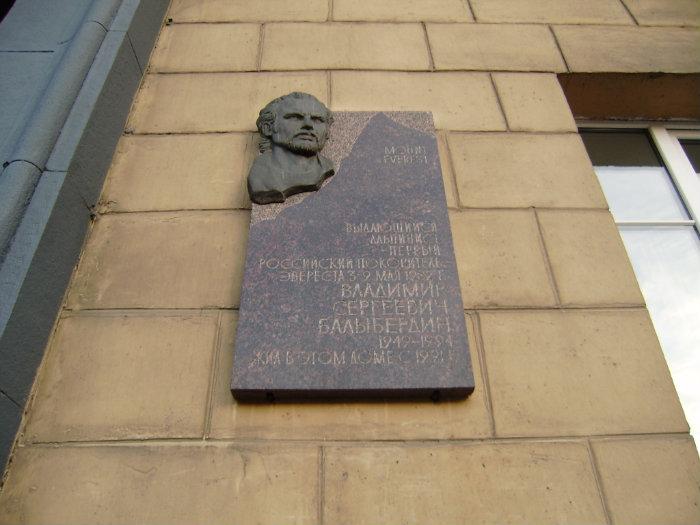 MOUNT
EVEREST
ВЫДАЮЩИЙСЯ
АЛЬПИНИСТ
ПЕРВЫЙ
РОССИЙСКИЙ ПОКОРИТЕЛЬ
ЭВЕРЕСТА 3-9 МАЯ 1982 Г.
ВЛАДИМИР
СЕРГЕЕВИЧ
БАЛЫБЕРДИН
1949-1994
ЖИЛ В ЭТОМ ДОМЕ С 1991 Г.